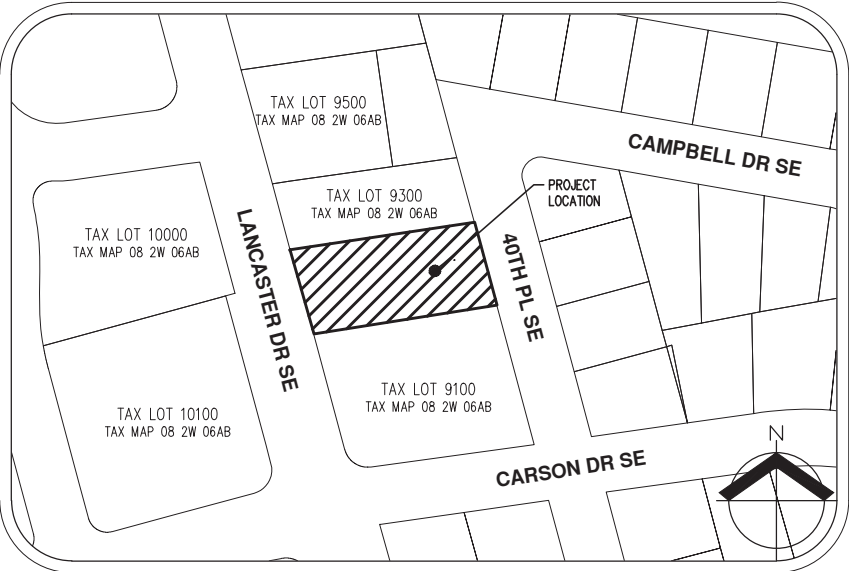 TAX LOT 9500
TAX MAP 08 2W 06AB
CAMPBELL DR SE
PROJECT
LOCATION
TAX LOT 9300
TAX MAP 08 2W 06AB
TAX LOT 10000
TAX MAP 08 2W 06AB
LANCASTER DR SE
40TH PL SE
TAX LOT 9100
TAX MAP 08 2W 06AB
TAX LOT 10100
TAX MAP 08 2W 06AB
N
CARSON DR SE